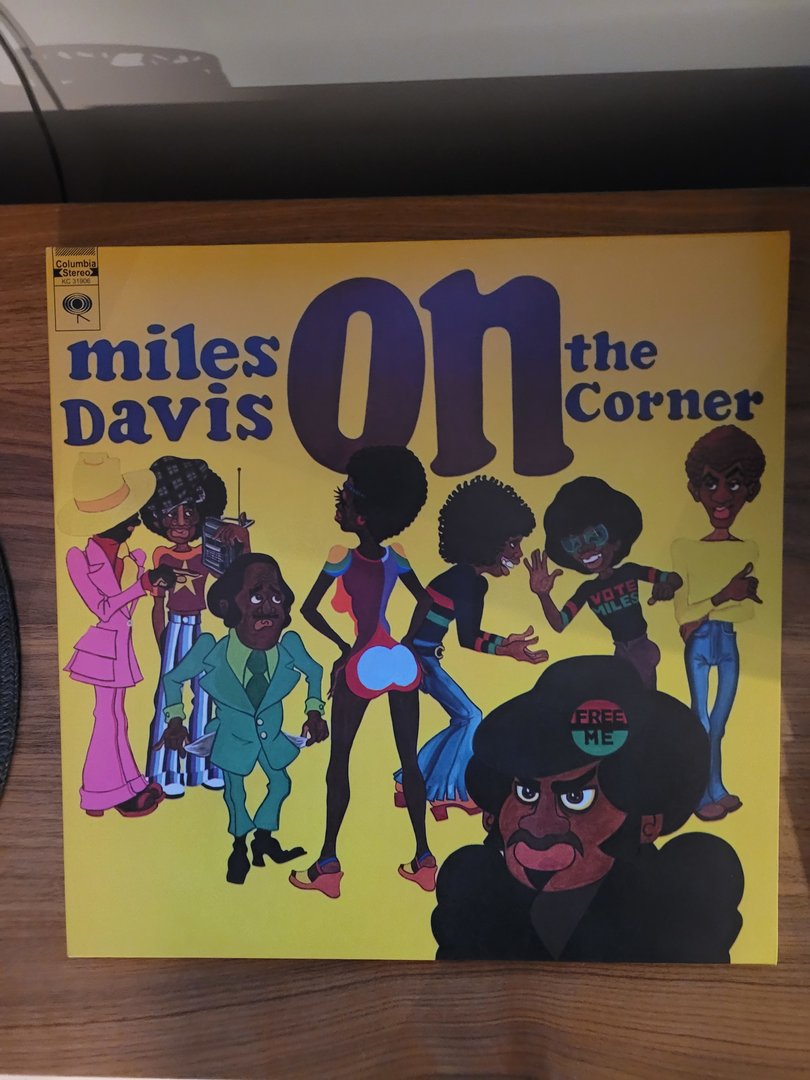 Columbia
Stereo
KC 31906
miles
Davis
on
the
Corner
VOTE
MILES
FREE
ME